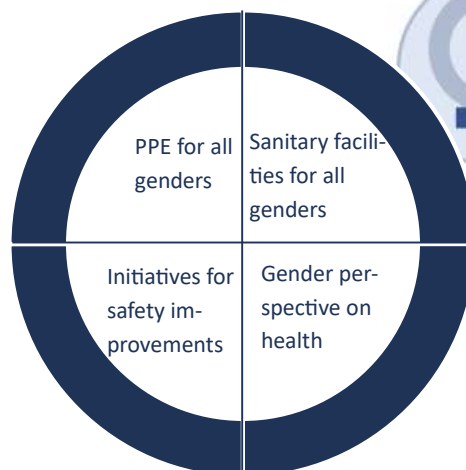 PPE for all
genders
Sanitary facili-
ties for all
genders
Initiatives for
safety im-
provements
Gender per-
spective on
health